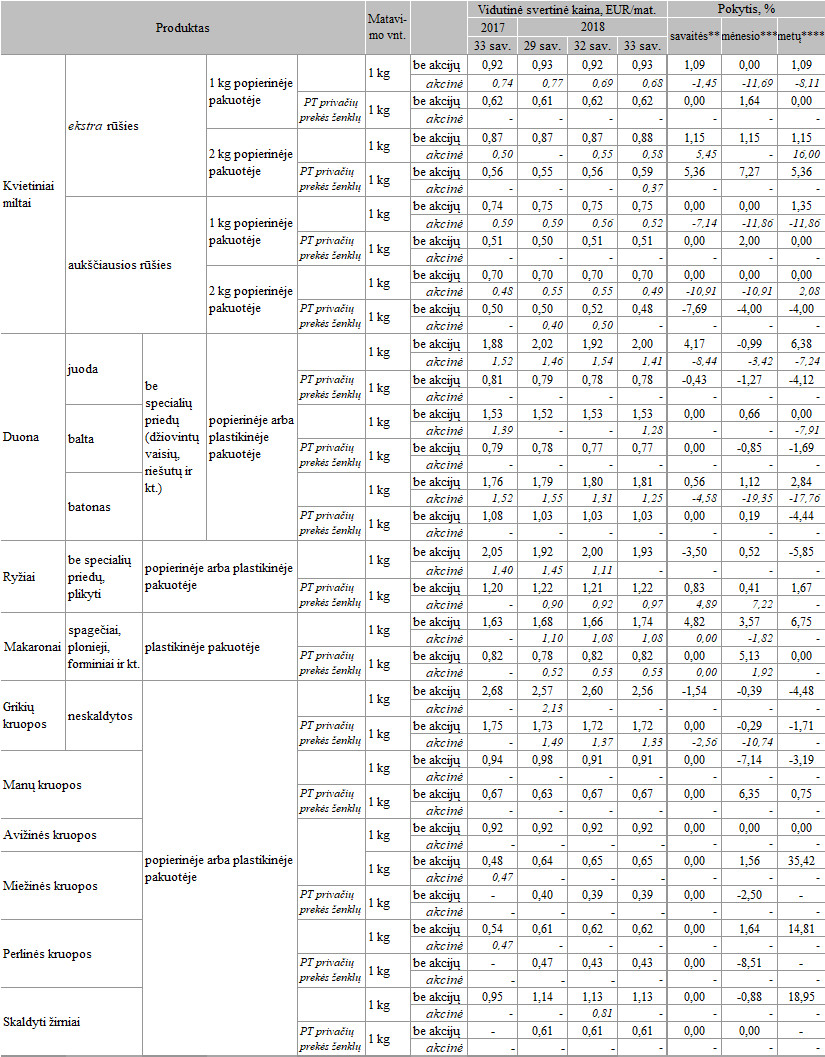 Produktas Matavi-mo vnt. Vidutinė svertinė kaina, EUR/mat. Pokytis, %
2017 2018 savaitės** mėnesio*** metų****
33 sav. 29 sav. 32 sav. 33 sav.
Kvietiniai miltai ekstra rūšies 1 kg popierinėje pakuotėje 1 kg be akcijų 0,92 0,93 0,92 0,93 1,09 0,00 1,09
akcinė 0,74 0,77 0,69 0,68 -1,45 -11,69 -8,11
PT privačių prekės ženklų 1 kg be akcijų 0,62 0,61 0,62 0,62 0,00 1,64 0,00
akcinė - - - - - - -
2 kg popierinėje pakuotėje 1 kg be akcijų 0,87 0,87 0,87 0,88 1,15 1,15 1,15
akcinė 0,50 - 0,55 0,58 5,45 - 16,00
PT privačių prekės ženklų 1 kg be akcijų 0,56 0,55 0,56 0,59 5,36 7,27 5,36
akcinė - - - 0,37 - - -
aukščiausios rūšies 1 kg popierinėje pakuotėje 1 kg be akcijų 0,74 0,75 0,75 0,75 0,00 0,00 1,35
akcinė 0,59 0,59 0,56 0,52 -7,14 -11,86 -11,86
PT privačių prekės ženklų 1 kg be akcijų 0,51 0,50 0,51 0,51 0,00 2,00 0,00
akcinė - - - - - - -
2 kg popierinėje pakuotėje 1 kg be akcijų 0,70 0,70 0,70 0,70 0,00 0,00 0,00
akcinė 0,48 0,55 0,55 0,49 -10,91 -10,91 2,08
PT privačių prekės ženklų 1 kg be akcijų 0,50 0,50 0,52 0,48 -7,69 -4,00 -4,00
akcinė - 0,40 0,50 - - - -
Duona juoda be specialių priedų (džiovintų vaisių, riešutų ir kt.) popierinėje arba plastikinėje pakuotėje 1 kg be akcijų 1,88 2,02 1,92 2,00 4,17 -0,99 6,38
akcinė 1,52 1,46 1,54 1,41 -8,44 -3,42 -7,24
PT privačių prekės ženklų 1 kg be akcijų 0,81 0,79 0,78 0,78 -0,43 -1,27 -4,12
akcinė - - - - - - -
balta 1 kg be akcijų 1,53 1,52 1,53 1,53 0,00 0,66 0,00
akcinė 1,39 - - 1,28 - - -7,91
PT privačių prekės ženklų 1 kg be akcijų 0,79 0,78 0,77 0,77 0,00 -0,85 -1,69
akcinė - - - - - - -
batonas 1 kg be akcijų 1,76 1,79 1,80 1,81 0,56 1,12 2,84
akcinė 1,52 1,55 1,31 1,25 -4,58 -19,35 -17,76
PT privačių prekės ženklų 1 kg be akcijų 1,08 1,03 1,03 1,03 0,00 0,19 -4,44
akcinė - - - - - - -
Ryžiai be specialių priedų, plikyti popierinėje arba plastikinėje pakuotėje 1 kg be akcijų 2,05 1,92 2,00 1,93 -3,50 0,52 -5,85
akcinė 1,40 1,45 1,11 - - - -
PT privačių prekės ženklų 1 kg be akcijų 1,20 1,22 1,21 1,22 0,83 0,41 1,67
akcinė - 0,90 0,92 0,97 4,89 7,22 -
Makaronai spagečiai, plonieji, forminiai ir kt. plastikinėje pakuotėje 1 kg be akcijų 1,63 1,68 1,66 1,74 4,82 3,57 6,75
akcinė - 1,10 1,08 1,08 0,00 -1,82 -
PT privačių prekės ženklų 1 kg be akcijų 0,82 0,78 0,82 0,82 0,00 5,13 0,00
akcinė - 0,52 0,53 0,53 0,00 1,92 -
Grikių kruopos neskaldytos popierinėje arba plastikinėje pakuotėje 1 kg be akcijų 2,68 2,57 2,60 2,56 -1,54 -0,39 -4,48
akcinė - 2,13 - - - - -
PT privačių prekės ženklų 1 kg be akcijų 1,75 1,73 1,72 1,72 0,00 -0,29 -1,71
akcinė - 1,49 1,37 1,33 -2,56 -10,74 -
Manų kruopos 1 kg be akcijų 0,94 0,98 0,91 0,91 0,00 -7,14 -3,19
akcinė - - - - - - -
PT privačių prekės ženklų 1 kg be akcijų 0,67 0,63 0,67 0,67 0,00 6,35 0,75
akcinė - - - - - - -
Avižinės kruopos 1 kg be akcijų 0,92 0,92 0,92 0,92 0,00 0,00 0,00
akcinė - - - - - - -
Miežinės kruopos 1 kg be akcijų 0,48 0,64 0,65 0,65 0,00 1,56 35,42
akcinė 0,47 - - - - - -
PT privačių prekės ženklų 1 kg be akcijų - 0,40 0,39 0,39 0,00 -2,50 -
akcinė - - - - - - -
Perlinės kruopos 1 kg be akcijų 0,54 0,61 0,62 0,62 0,00 1,64 14,81
akcinė 0,47 - - - - - -
PT privačių prekės ženklų 1 kg be akcijų - 0,47 0,43 0,43 0,00 -8,51 -
akcinė - - - - - - -
Skaldyti žirniai 1 kg be akcijų 0,95 1,14 1,13 1,13 0,00 -0,88 18,95
akcinė - - 0,81 - - - -
PT privačių prekės ženklų 1 kg be akcijų - 0,61 0,61 0,61 0,00 0,00 -
akcinė - - - - - - -